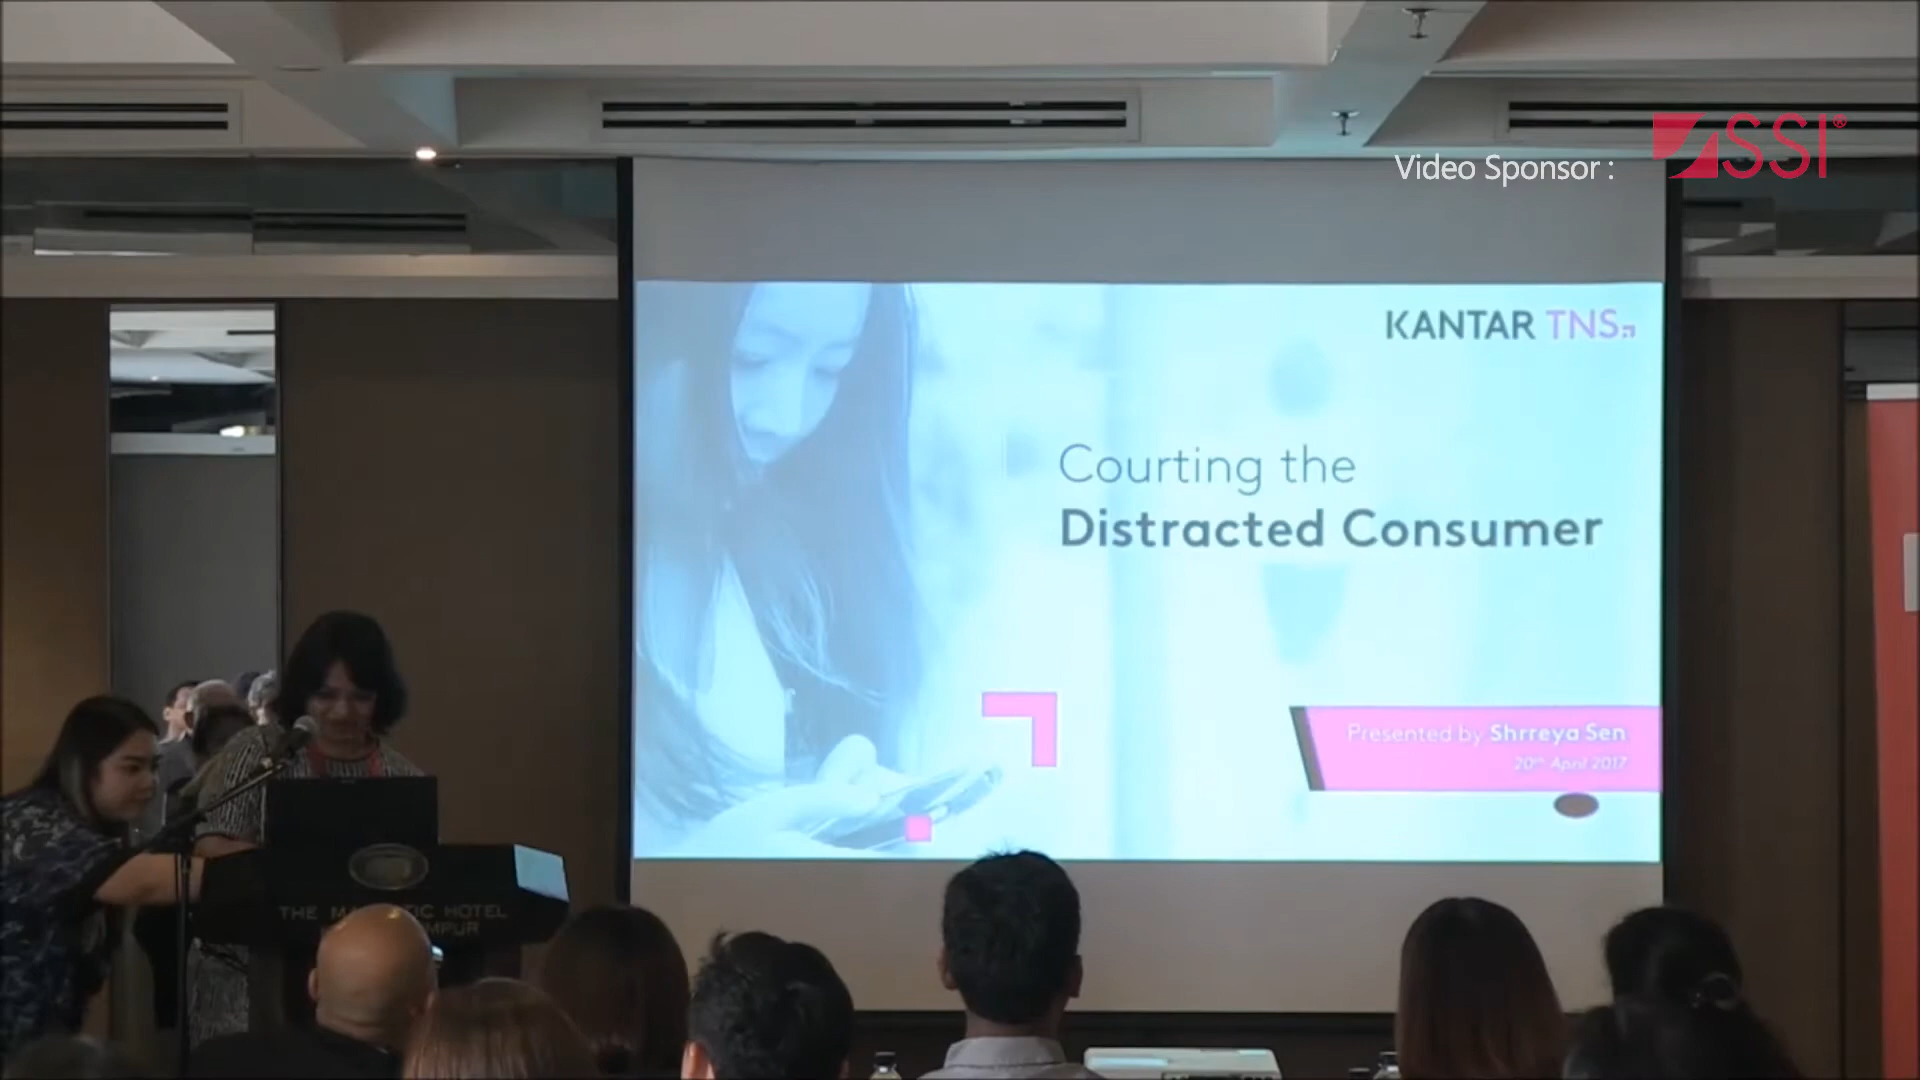 Video Sponsor :
SSI®
KANTAR TNS
Courting the
Distracted Consumer
Presented by Shrreya Sen
20th April 2017
THE HOTEL